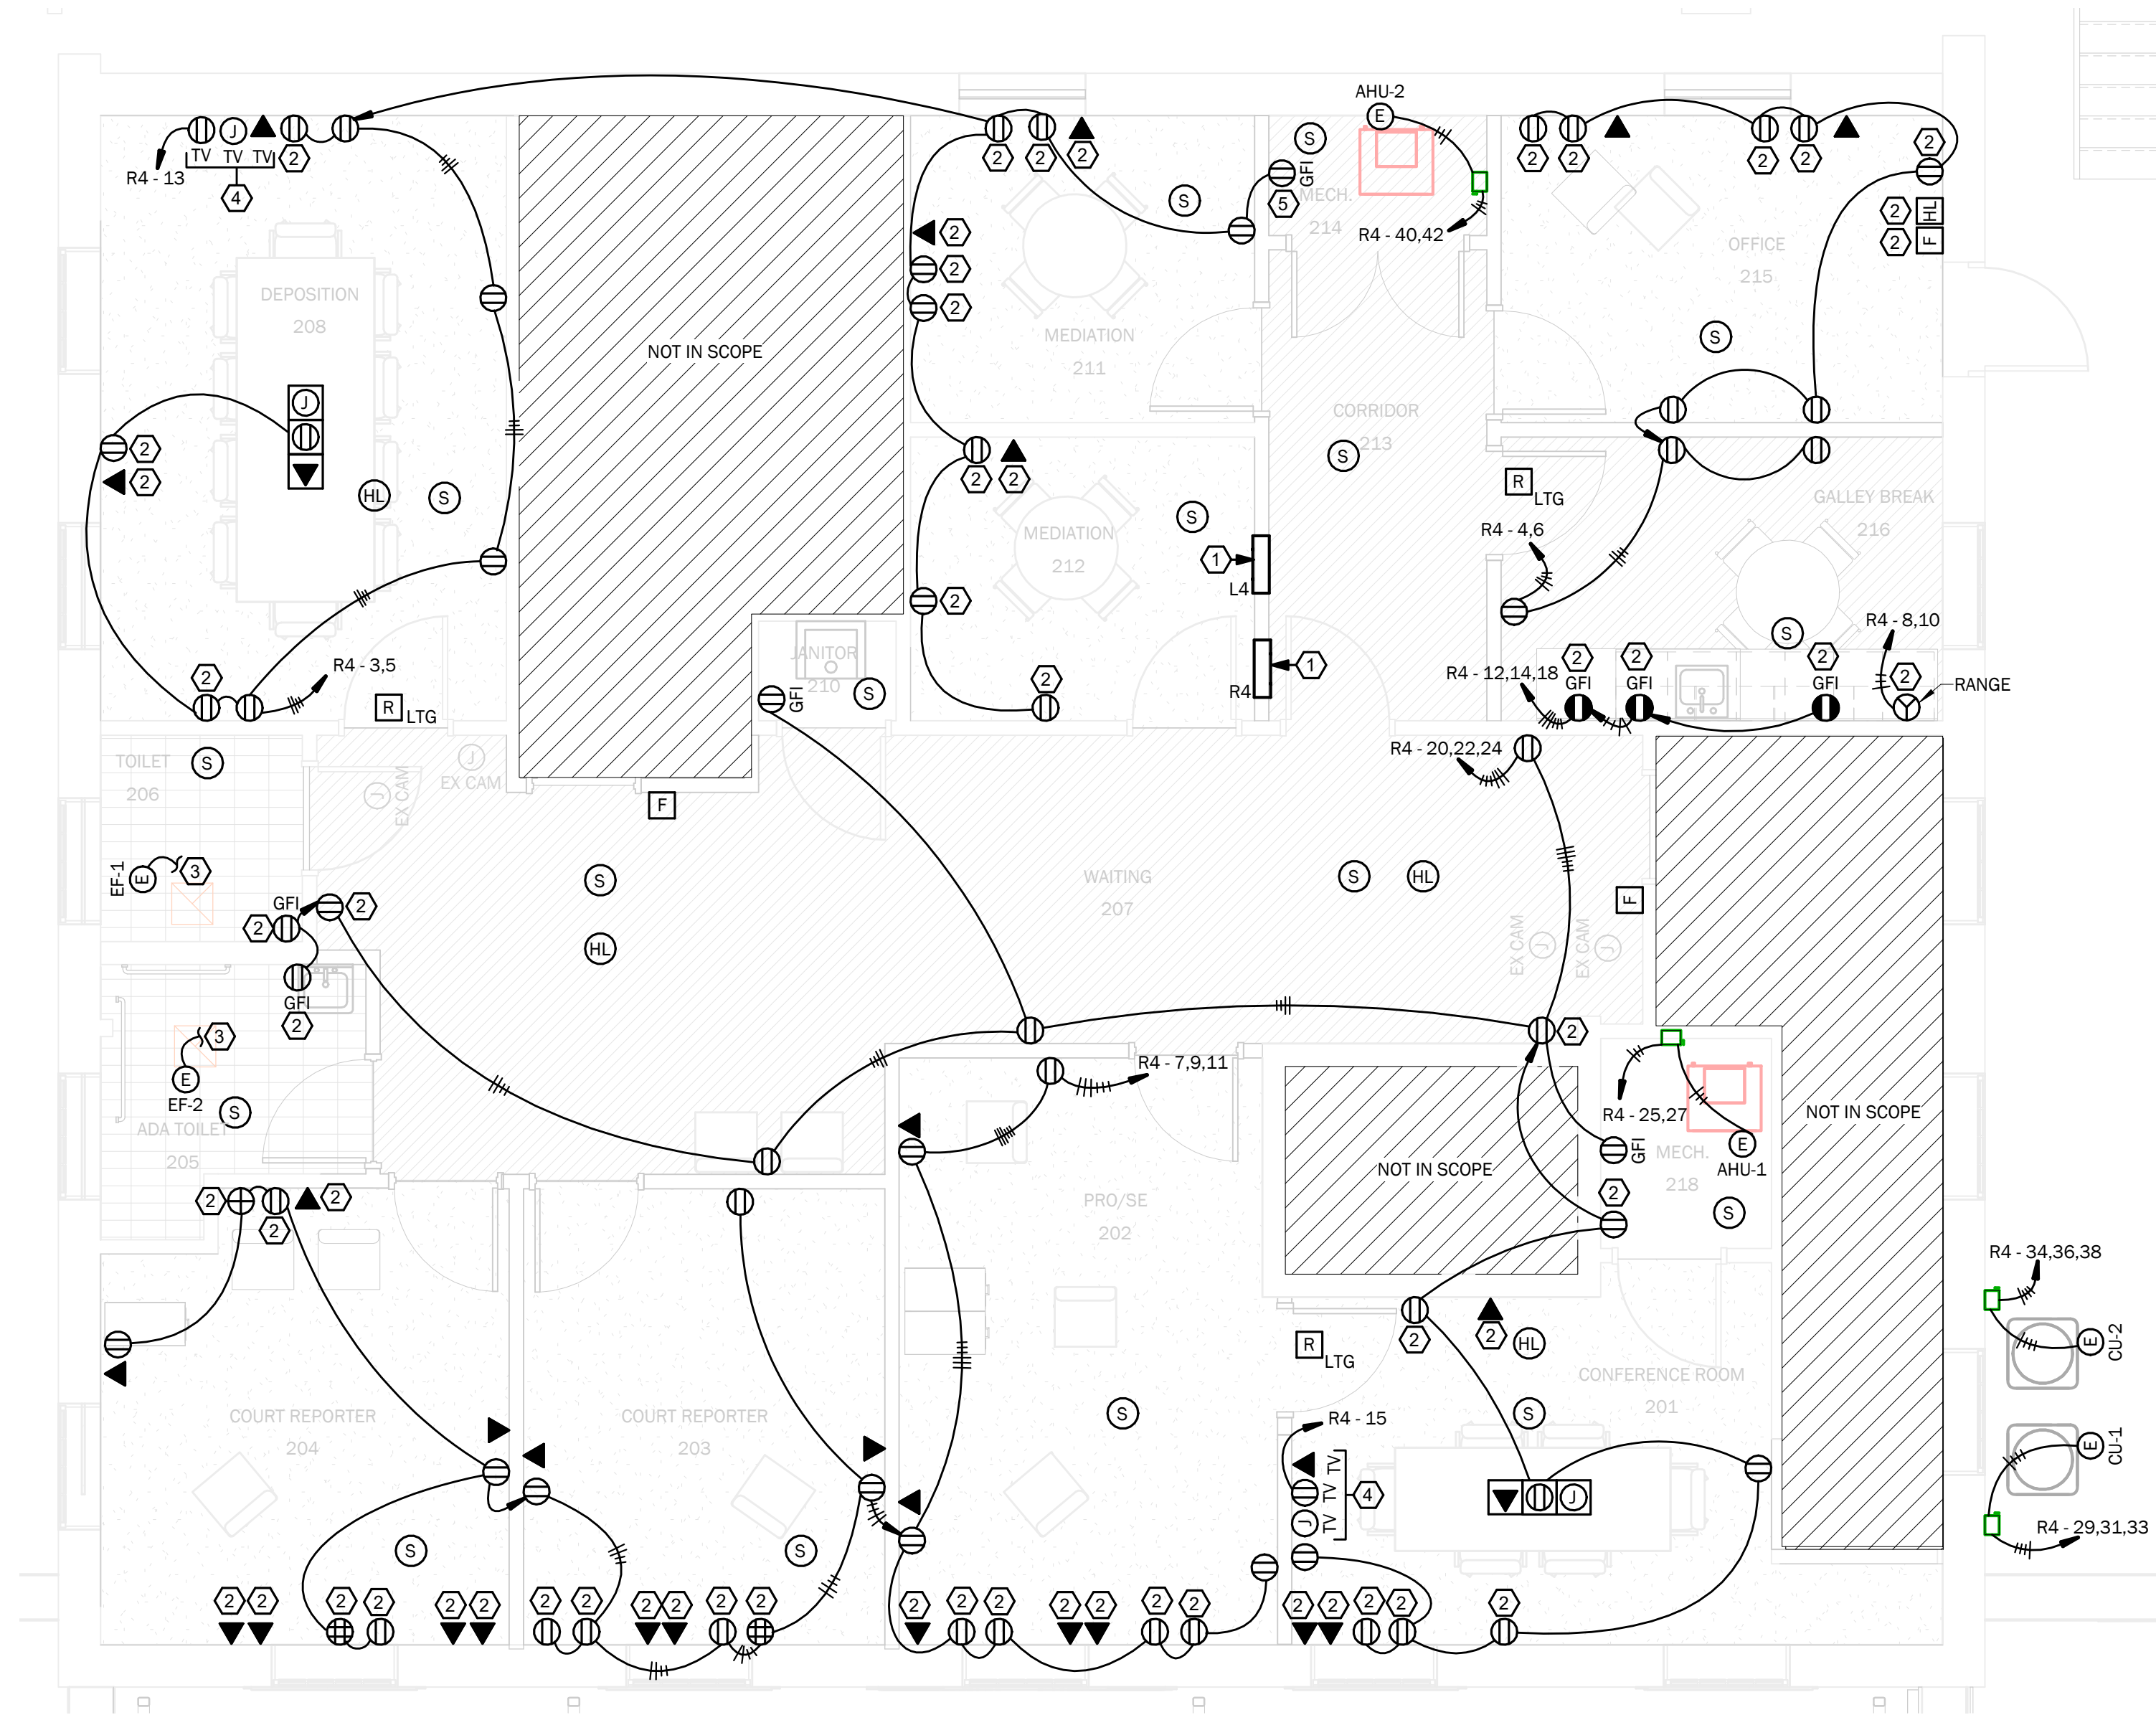 AHU-2
E
S
J
TV TV TV
2
2
2
2
2
2
2
2
2
R4 - 13
4
GFI
5
S
MECH.
214
R4 - 40,42
2
2
2
2 HL
2 F
OFFICE
215
DEPOSITION
208
NOT IN SCOPE
MEDIATION
211
S
J
CORRIDOR
213
S
2
2
HL
S
2
2
S
R
LTG
GALLEY BREAK
216
R4 - 4,6
MEDIATION
212
1
L4
2
JANITOR
210
S
GFI
R4
1
2
2
R4 - 3,5
R
LTG
S
R4 - 8,10
R4 - 12,14,18
2
GFI
2
GFI
2
GFI
2
RANGE
TOILET
206
S
J
EX CAM
J
EX CAM
F
R4 - 20,22,24
EF-1
E
3
S
WAITING
207
S
HL
F
GFI
2
2
HL
EX CAM
J
EX CAM
J
GFI
2
3
E
EF-2
S
ADA TOILET
205
2
R4 - 7,9,11
R4 - 25,27
GFI
MECH.
218
E
AHU-1
NOT IN SCOPE
NOT IN SCOPE
2
2
2
PRO/SE
202
2
S
R4 - 34,36,38
2
2
HL
R
LTG
E
CU-2
CONFERENCE ROOM
201
COURT REPORTER
204
COURT REPORTER
203
S
R4 - 15
S
E
CU-1
TV
TV
TV
J
4
J
R4 - 29,31,33
S
S
2 2 2 2 2 2 2 2 2 2 2 2 2 2 2 2 2 2 2 2 2 2 2